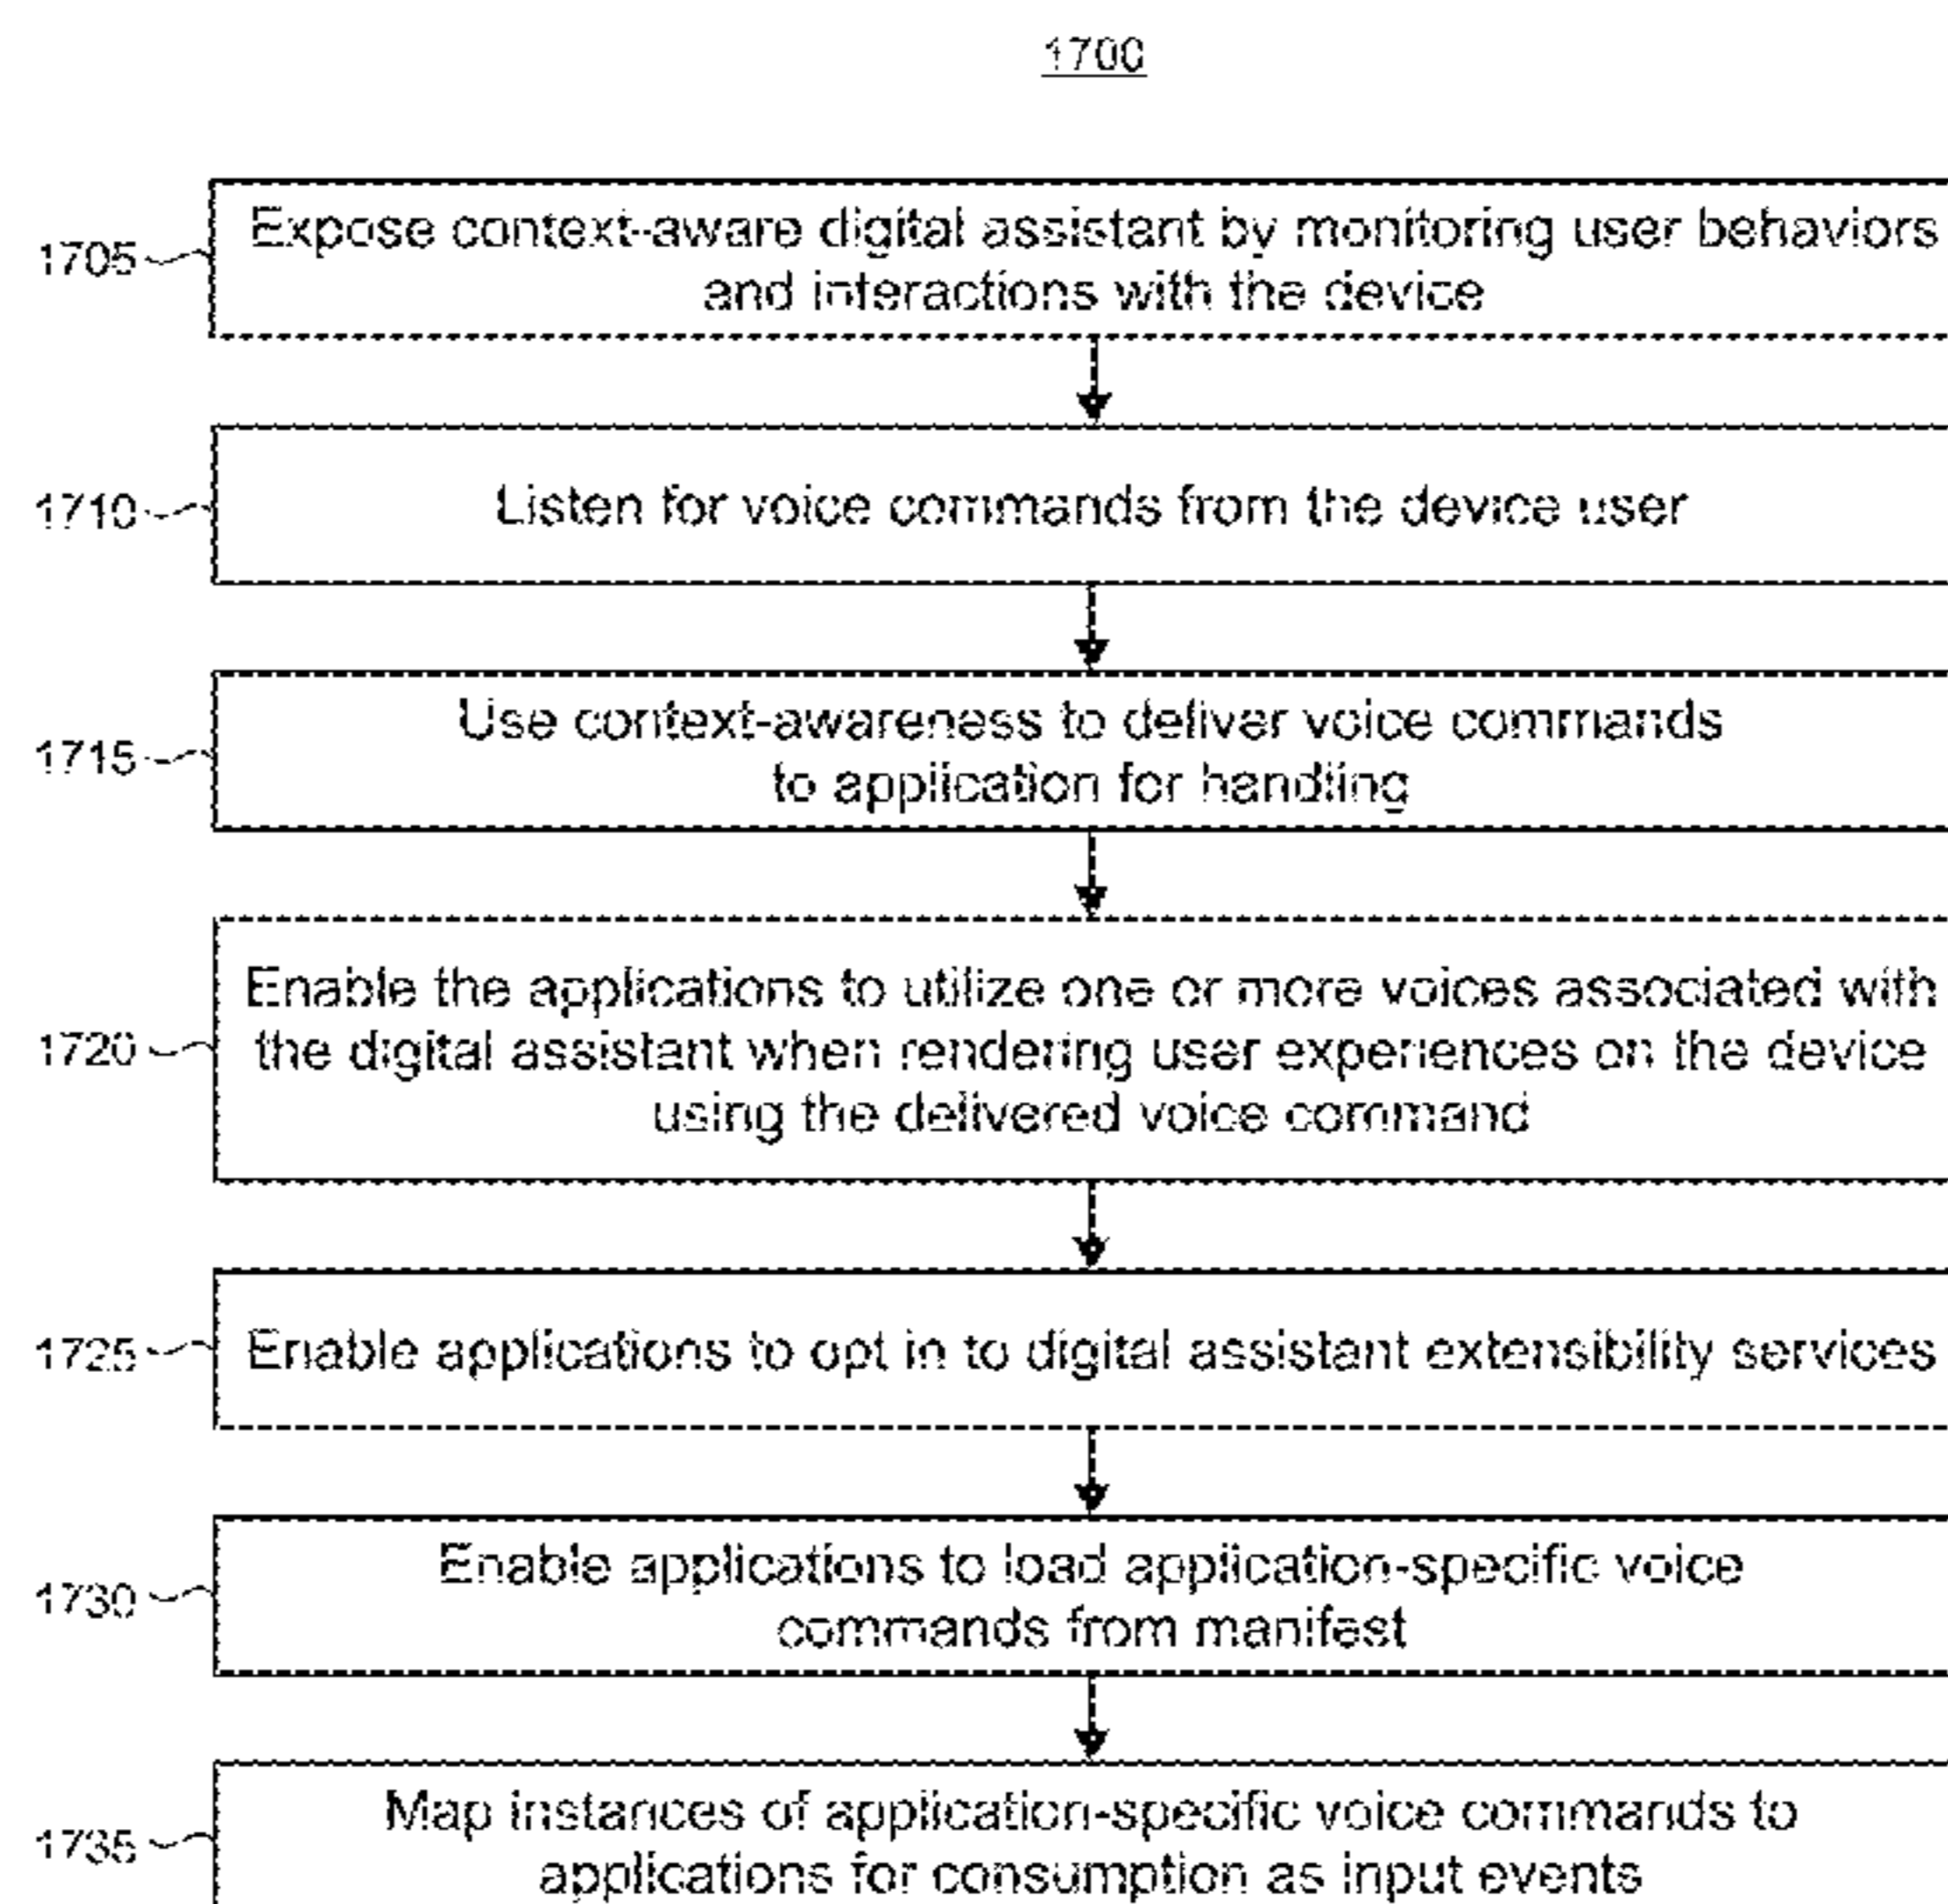 1700
1705
Expose context-aware digital assistant by monitoring user behaviors
and interactions with the device
1710
Listen for voice commands from the device user
1715
Use context-awareness to deliver voice commands
to application for handling
1720
Enable the applications to utilize one or more voices associated with
the digital assistant when rendering user experiences on the device
using the delivered voice command
1725
Enable applications to opt in to digital assistant extensibility services
1730
Enable applications to load application-specific voice
commands from manifest
1735
Map instances of application-specific voice commands to
applications for consumption as input events